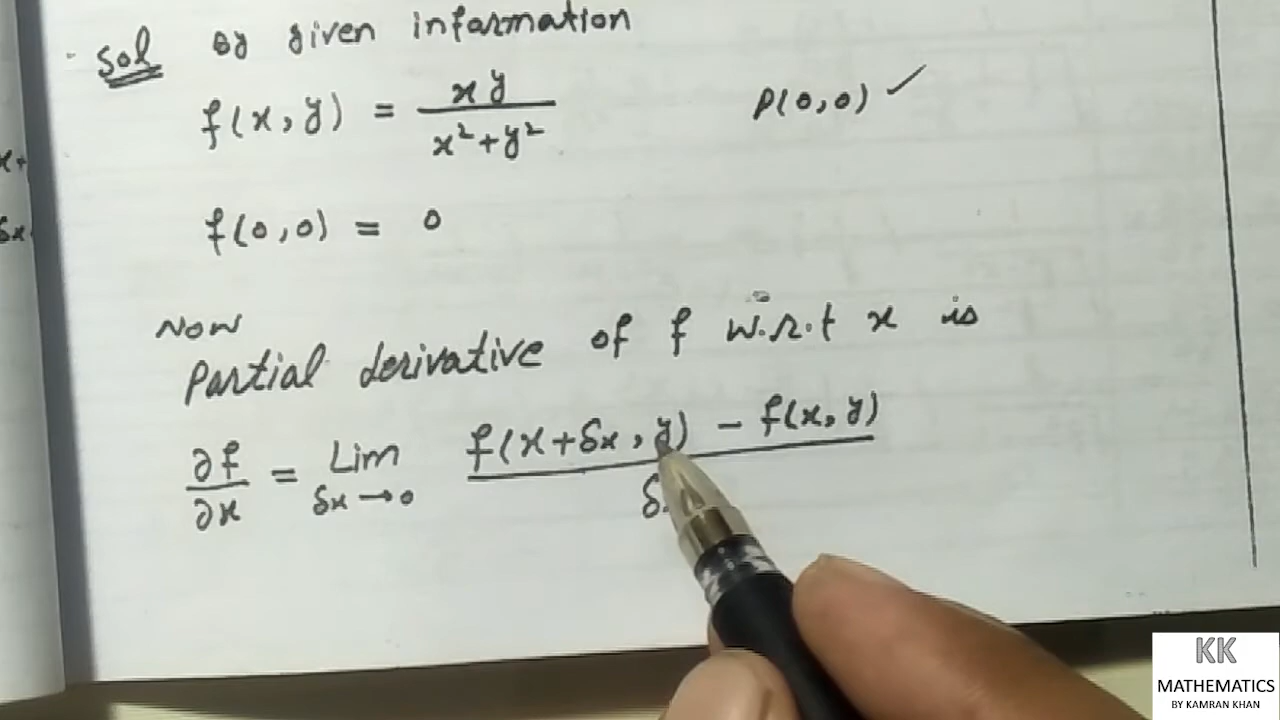 Sol By given information
f(x,y) = xy / x²+y² P(0,0) ✓
f(0,0) = 0
Now
Partial derivative of f w.r.t x is
∂f/∂x = Lim δx→0 f(x+δx,y) - f(x,y)
x+
δx
KK
MATHEMATICS
BY KAMRAN KHAN